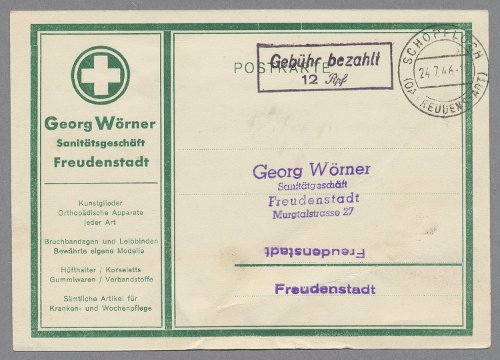 Georg Wörner
Sanitätsgeschäft
Freudenstadt
Kunstglieder
Orthopädische Apparate
jeder Art
Bruchbandagen und Leibbinden
Bewährte eigene Modelle
Hüfthalter / Korseletts
Gummiwaren / Verbandstoffe
Sämtliche Artikel für
Kranken- und Wochenpflege
POSTKARTE
Gebühr bezahlt
12 Rpf
SCHOPFLOCH
24.7.46.
(KR. FREUDENSTADT)
Georg Wörner
Sanitätgeschäft
Freudenstadt
Murgtalstrasse 27
Freudenstadt
Freudenstadt